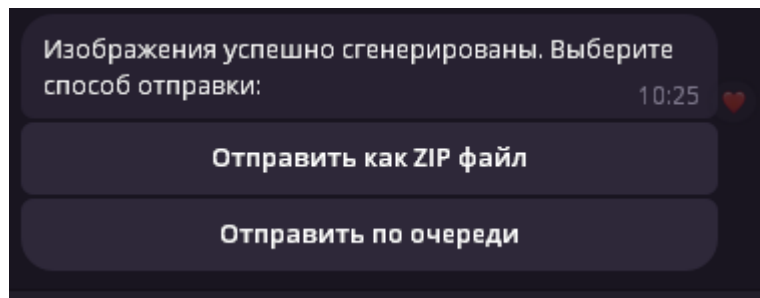 Изображения успешно сгенерированы. Выберите
способ отправки:
10:25
Отправить как ZIP файл
Отправить по очереди